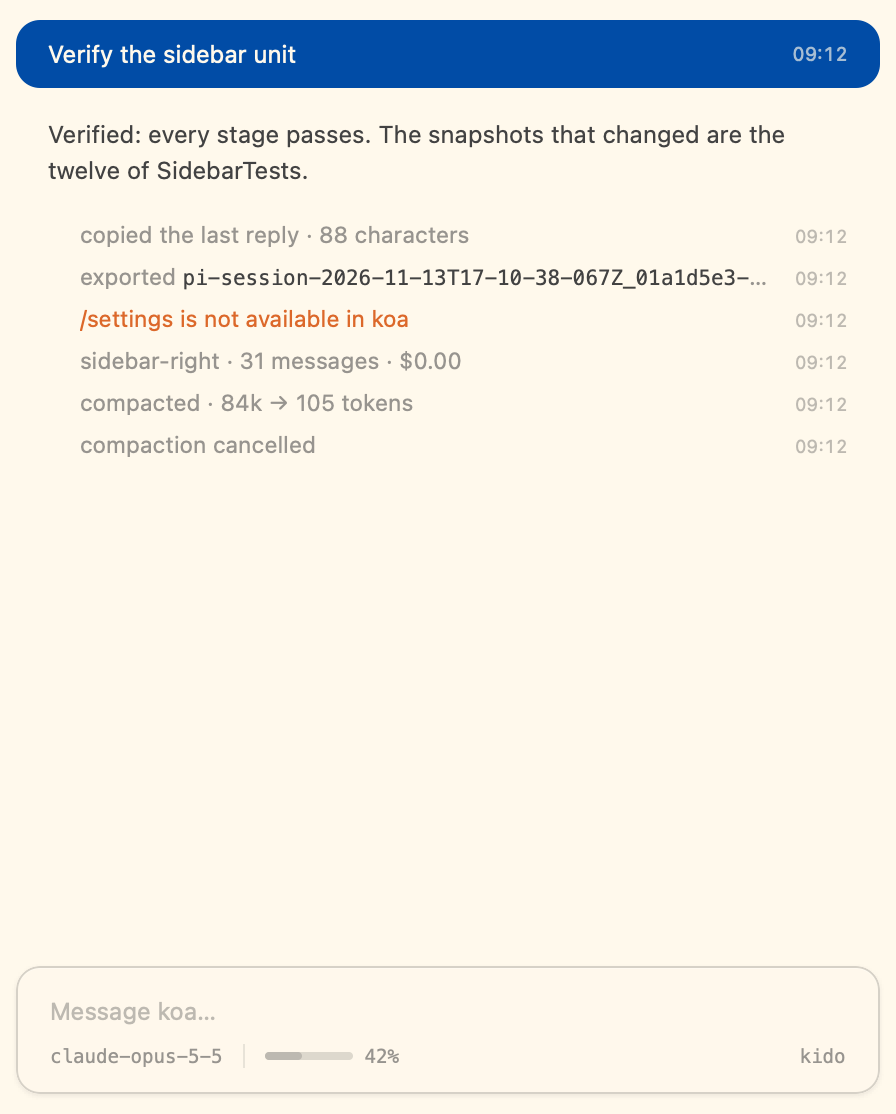 Verify the sidebar unit 09:12
Verified: every stage passes. The snapshots that changed are the
twelve of SidebarTests.
copied the last reply · 88 characters 09:12
exported pi-session-2026-11-13T17-10-38-067Z_01a1d5e3-… 09:12
/settings is not available in koa 09:12
sidebar-right · 31 messages · $0.00 09:12
compacted · 84k → 105 tokens 09:12
compaction cancelled 09:12
Message koa…
claude-opus-5-5 42% kido